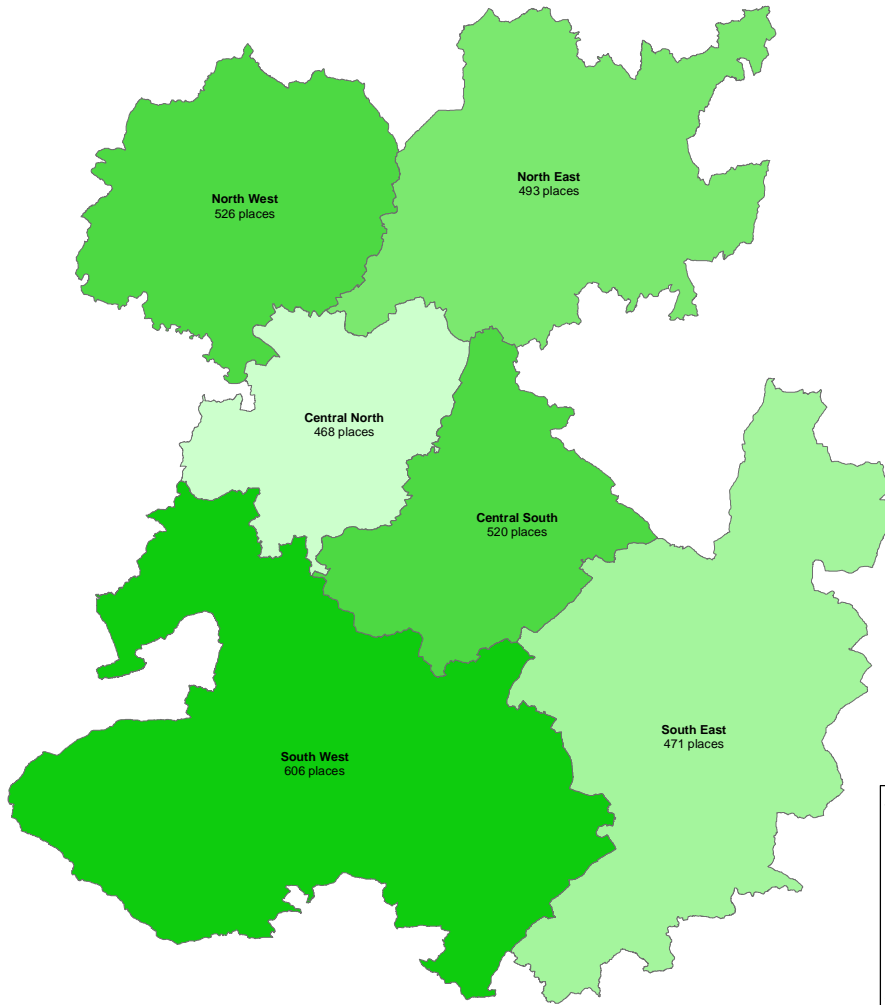 North West
526 places
North East
493 places
Central North
468 places
Central South
520 places
South East
471 places
South West
606 places